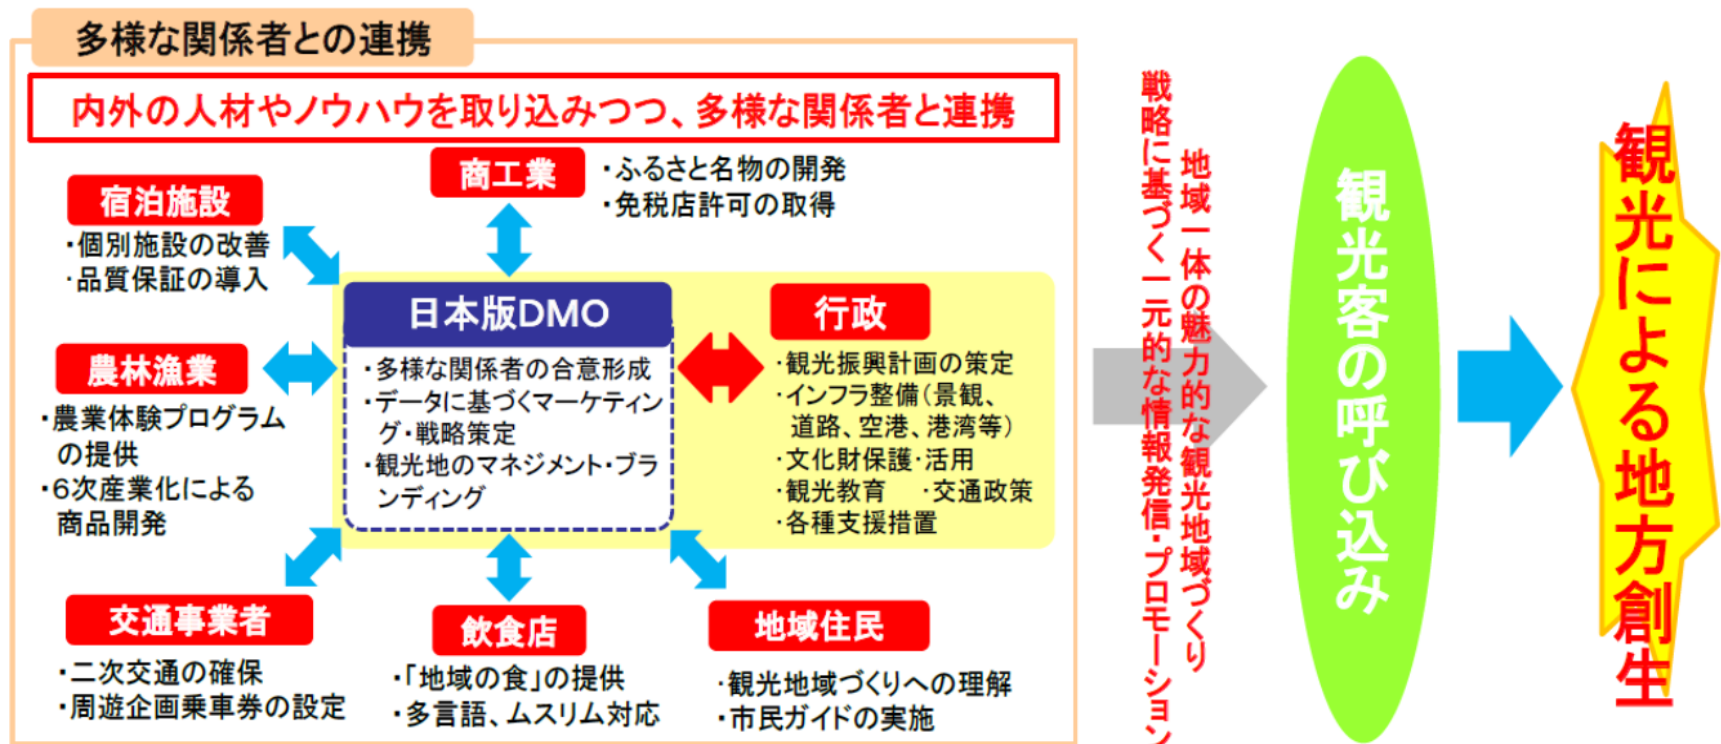 多様な関係者との連携
内外の人材やノウハウを取り込みつつ、多様な関係者と連携
商工業
・ふるさと名物の開発
・免税店許可の取得
宿泊施設
・個別施設の改善
・品質保証の導入
日本版DMO
・多様な関係者の合意形成
・データに基づくマーケティン
グ・戦略策定
・観光地のマネジメント・ブラ
ンディング
行政
・観光振興計画の策定
・インフラ整備(景観、
道路、空港、港湾等)
・文化財保護・活用
・観光教育 ・交通政策
・各種支援措置
農林漁業
・農業体験プログラム
の提供
・6次産業化による
商品開発
交通事業者
・二次交通の確保
・周遊企画乗車券の設定
飲食店
・「地域の食」の提供
・多言語、ムスリム対応
地域住民
・観光地域づくりへの理解
・市民ガイドの実施
地域一体の魅力的な観光地域づくり
戦略に基づく一元的な情報発信・プロモーション
観光客の呼び込み
観光による地方創生